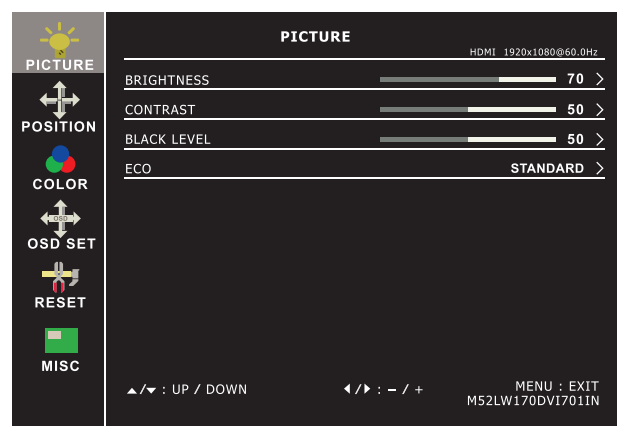 PICTURE
HDMI 1920x1080@60.0Hz
PICTURE
POSITION
COLOR
OSD
OSD SET
RESET
MISC
BRIGHTNESS 70
CONTRAST 50
BLACK LEVEL 50
ECO STANDARD
▲/▼ : UP / DOWN
◀/▶ : – / +
MENU : EXIT
M52LW170DVI701IN